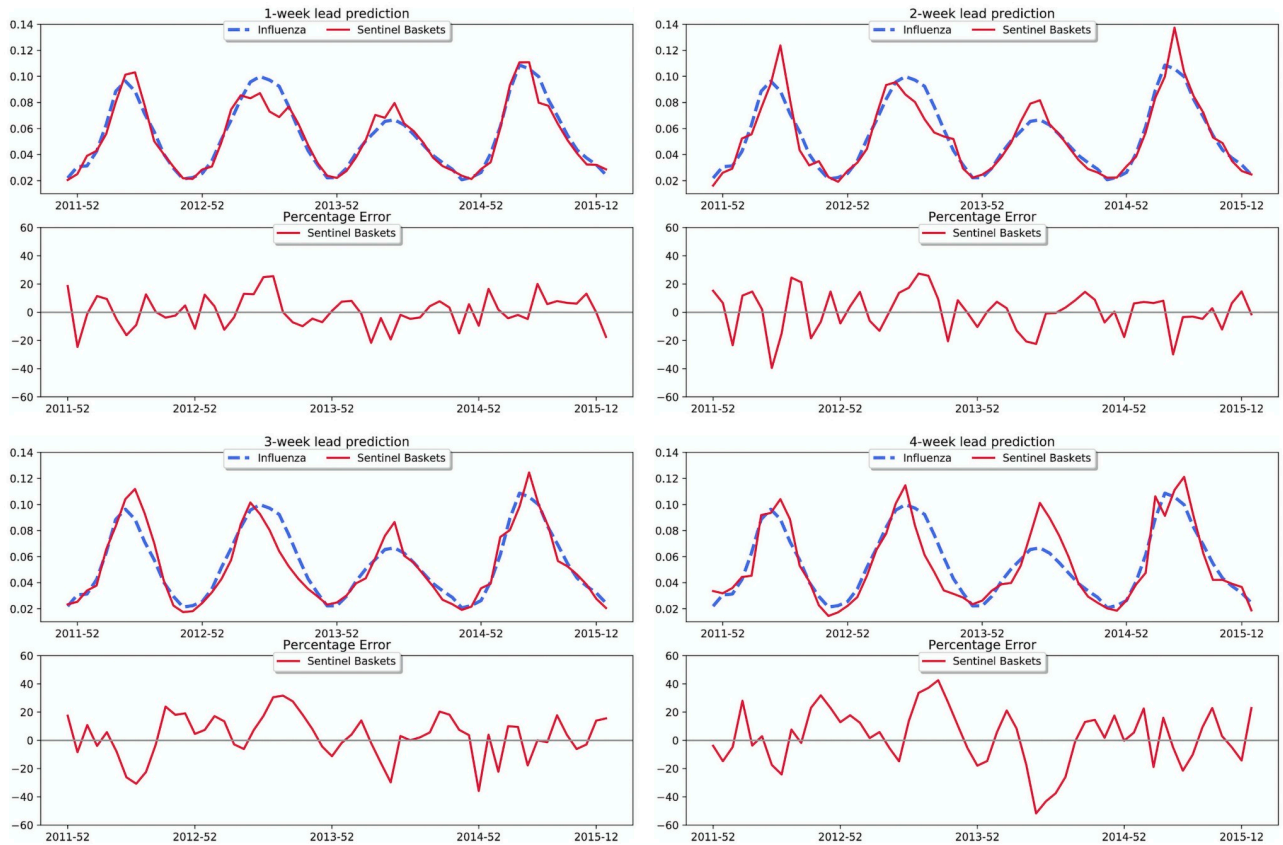 1-week lead prediction
Influenza Sentinel Baskets
0.14
0.12
0.10
0.08
0.06
0.04
0.02
2011-52 2012-52 2013-52 2014-52 2015-12
Percentage Error
Sentinel Baskets
60
40
20
0
−20
−40
−60
2011-52 2012-52 2013-52 2014-52 2015-12
2-week lead prediction
Influenza Sentinel Baskets
0.14
0.12
0.10
0.08
0.06
0.04
0.02
2011-52 2012-52 2013-52 2014-52 2015-12
Percentage Error
Sentinel Baskets
60
40
20
0
−20
−40
−60
2011-52 2012-52 2013-52 2014-52 2015-12
3-week lead prediction
Influenza Sentinel Baskets
0.14
0.12
0.10
0.08
0.06
0.04
0.02
2011-52 2012-52 2013-52 2014-52 2015-12
Percentage Error
Sentinel Baskets
60
40
20
0
−20
−40
−60
2011-52 2012-52 2013-52 2014-52 2015-12
4-week lead prediction
Influenza Sentinel Baskets
0.14
0.12
0.10
0.08
0.06
0.04
0.02
2011-52 2012-52 2013-52 2014-52 2015-12
Percentage Error
Sentinel Baskets
60
40
20
0
−20
−40
−60
2011-52 2012-52 2013-52 2014-52 2015-12